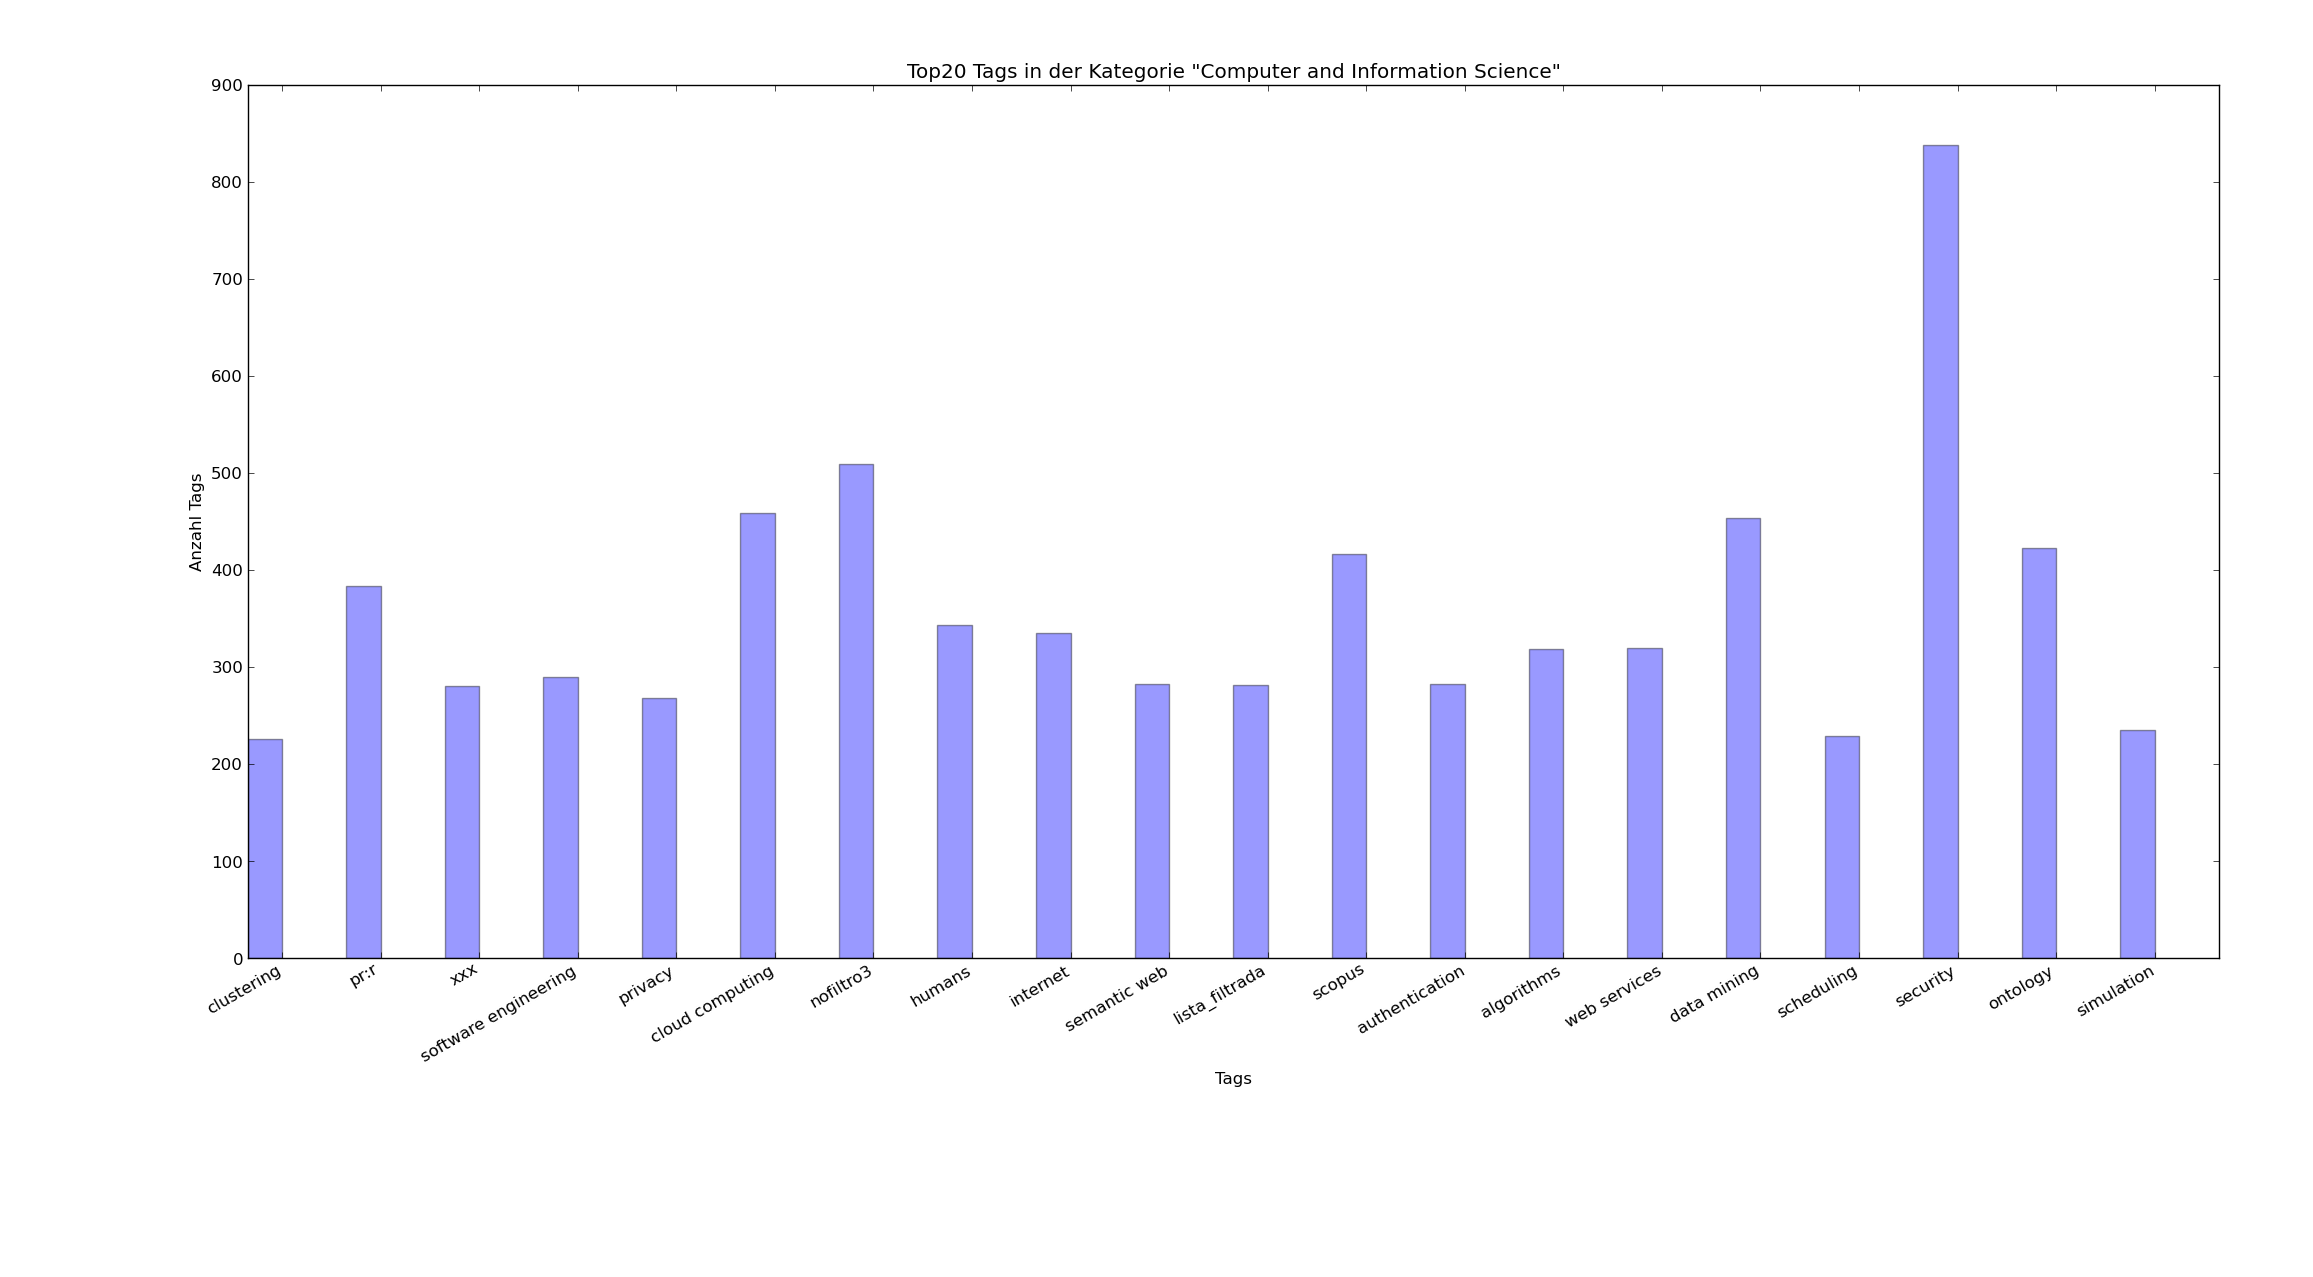 Top20 Tags in der Kategorie "Computer and Information Science"
900
800
700
600
500
400
300
200
100
0
Anzahl Tags
clustering
pr:r
xxx
software engineering
privacy
cloud computing
nofiltro3
humans
internet
semantic web
lista_filtrada
scopus
authentication
algorithms
web services
data mining
scheduling
security
ontology
simulation
Tags